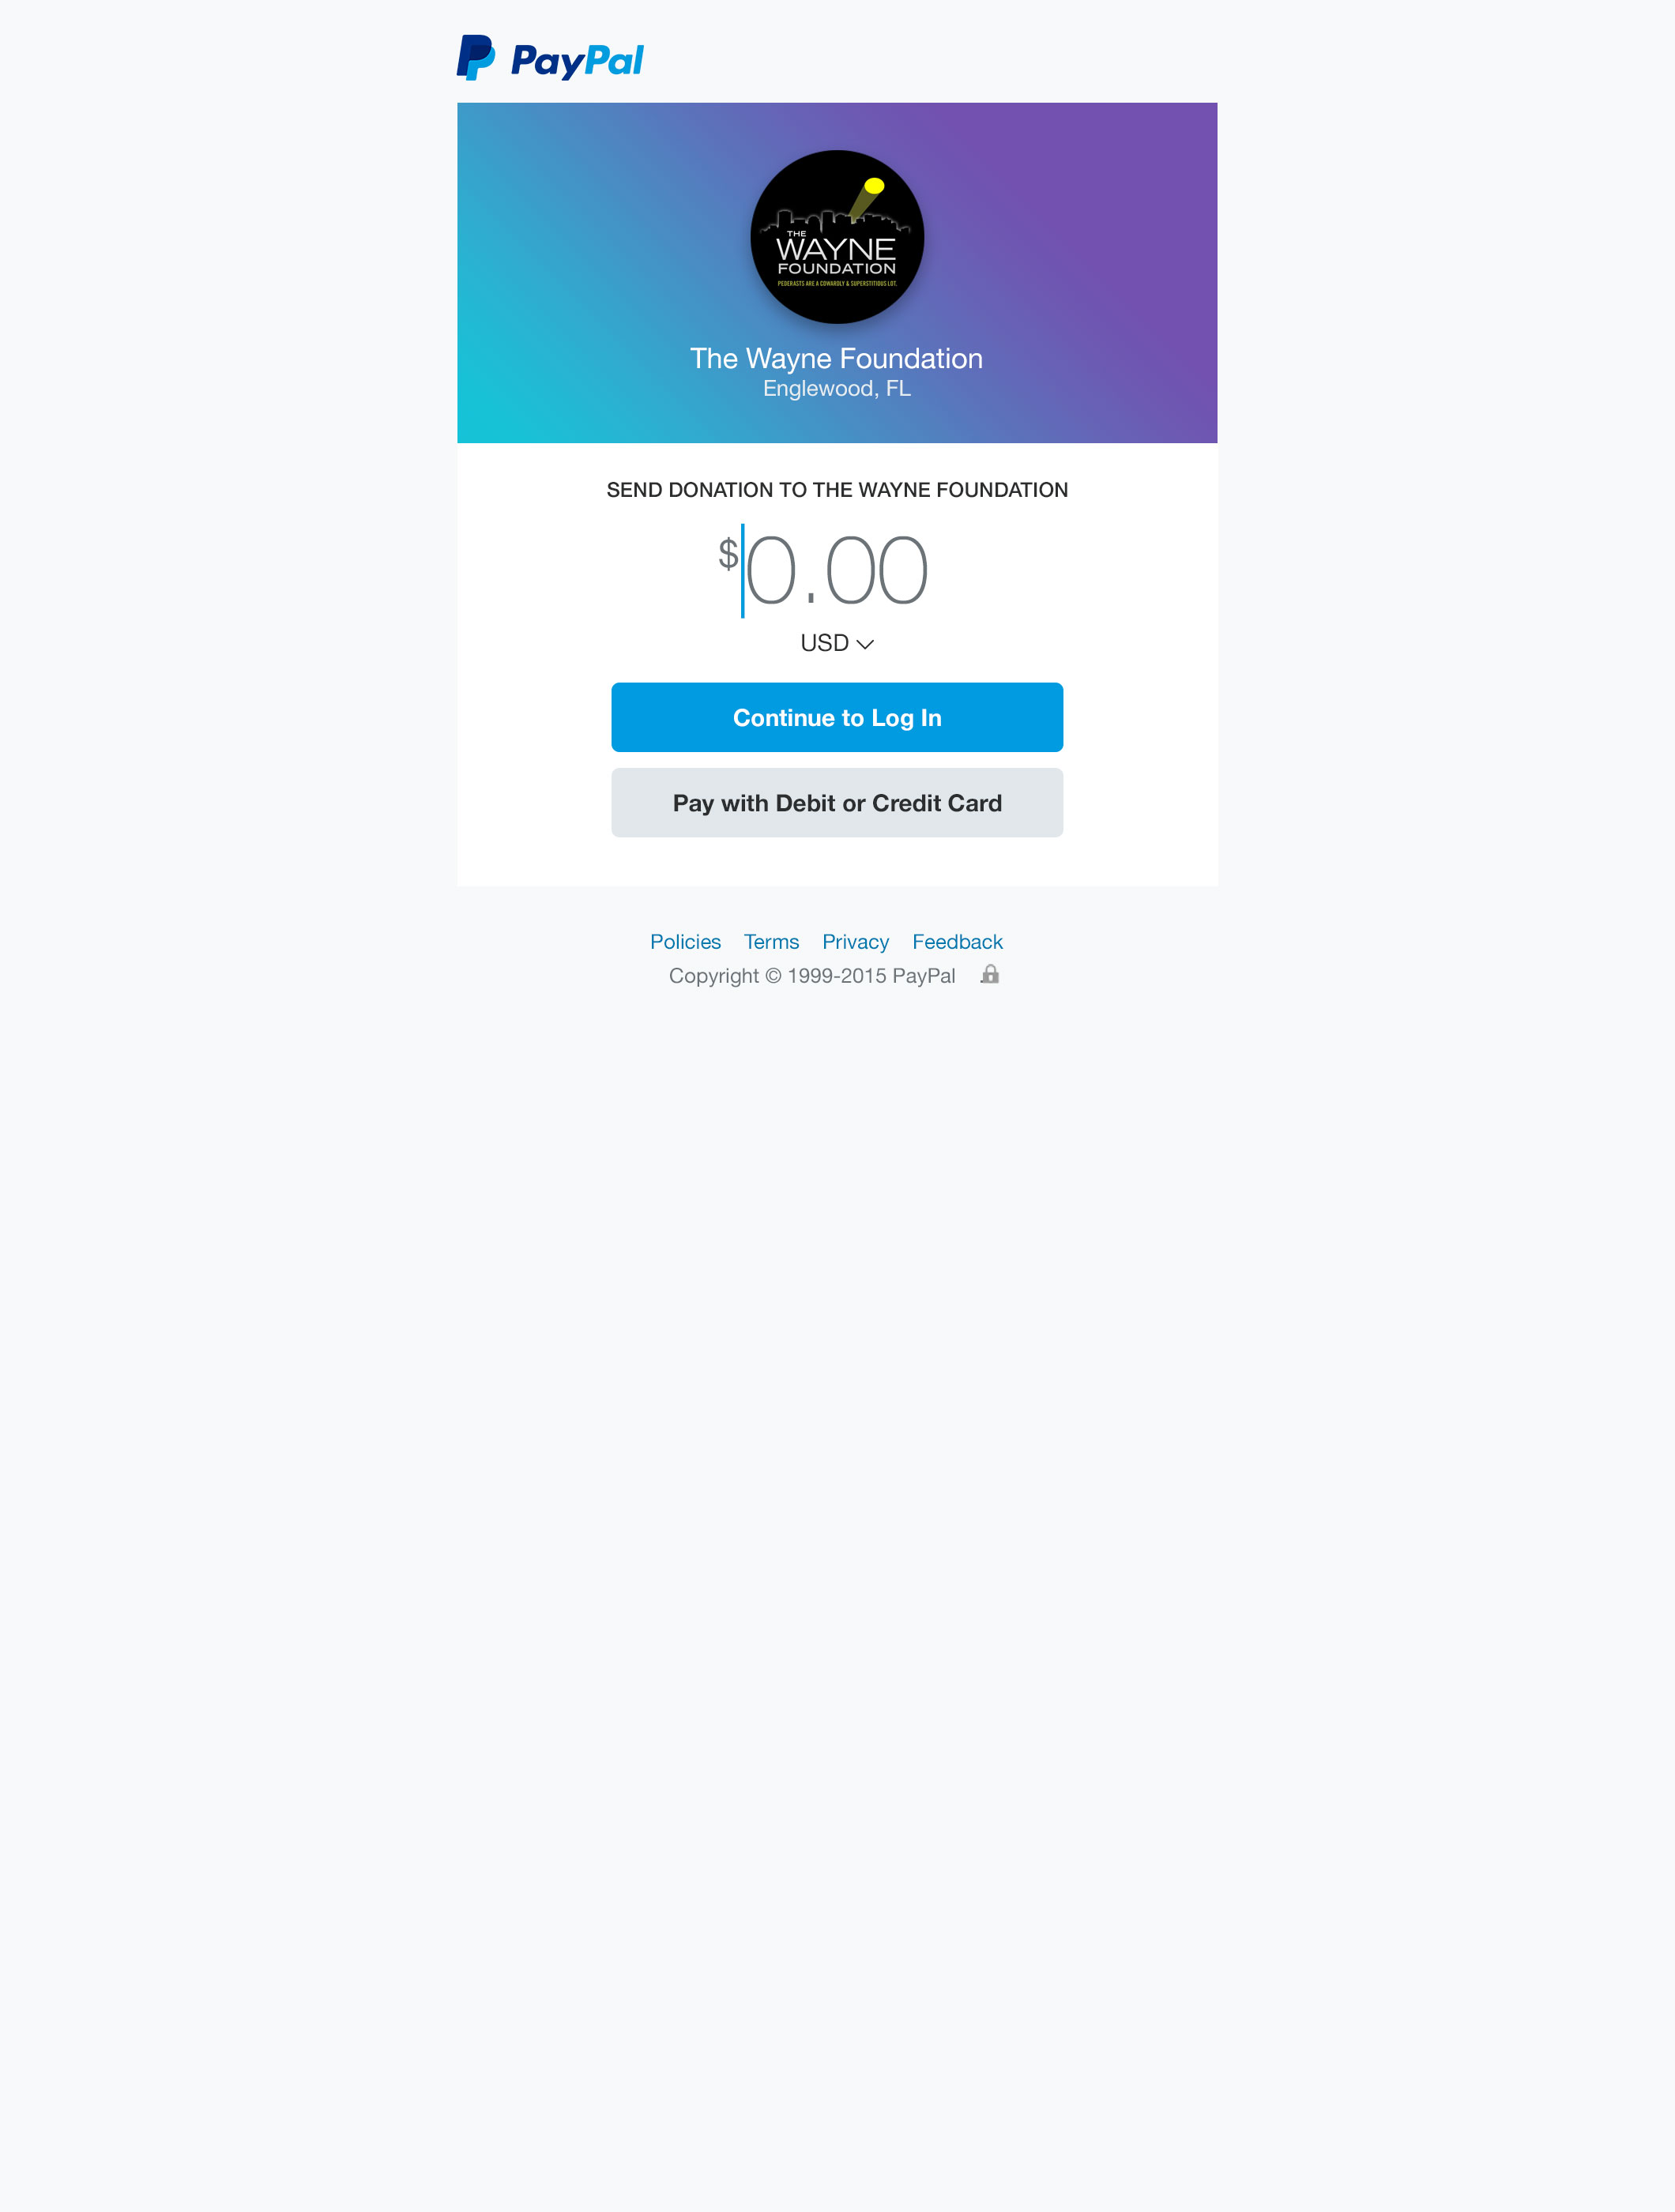 PayPal
THE
WAYNE
FOUNDATION
PEDERASTS ARE A COWARDLY & SUPERSTITIOUS LOT.
The Wayne Foundation
Englewood, FL
SEND DONATION TO THE WAYNE FOUNDATION
$0.00
USD
Continue to Log In
Pay with Debit or Credit Card
Policies Terms Privacy Feedback
Copyright © 1999-2015 PayPal